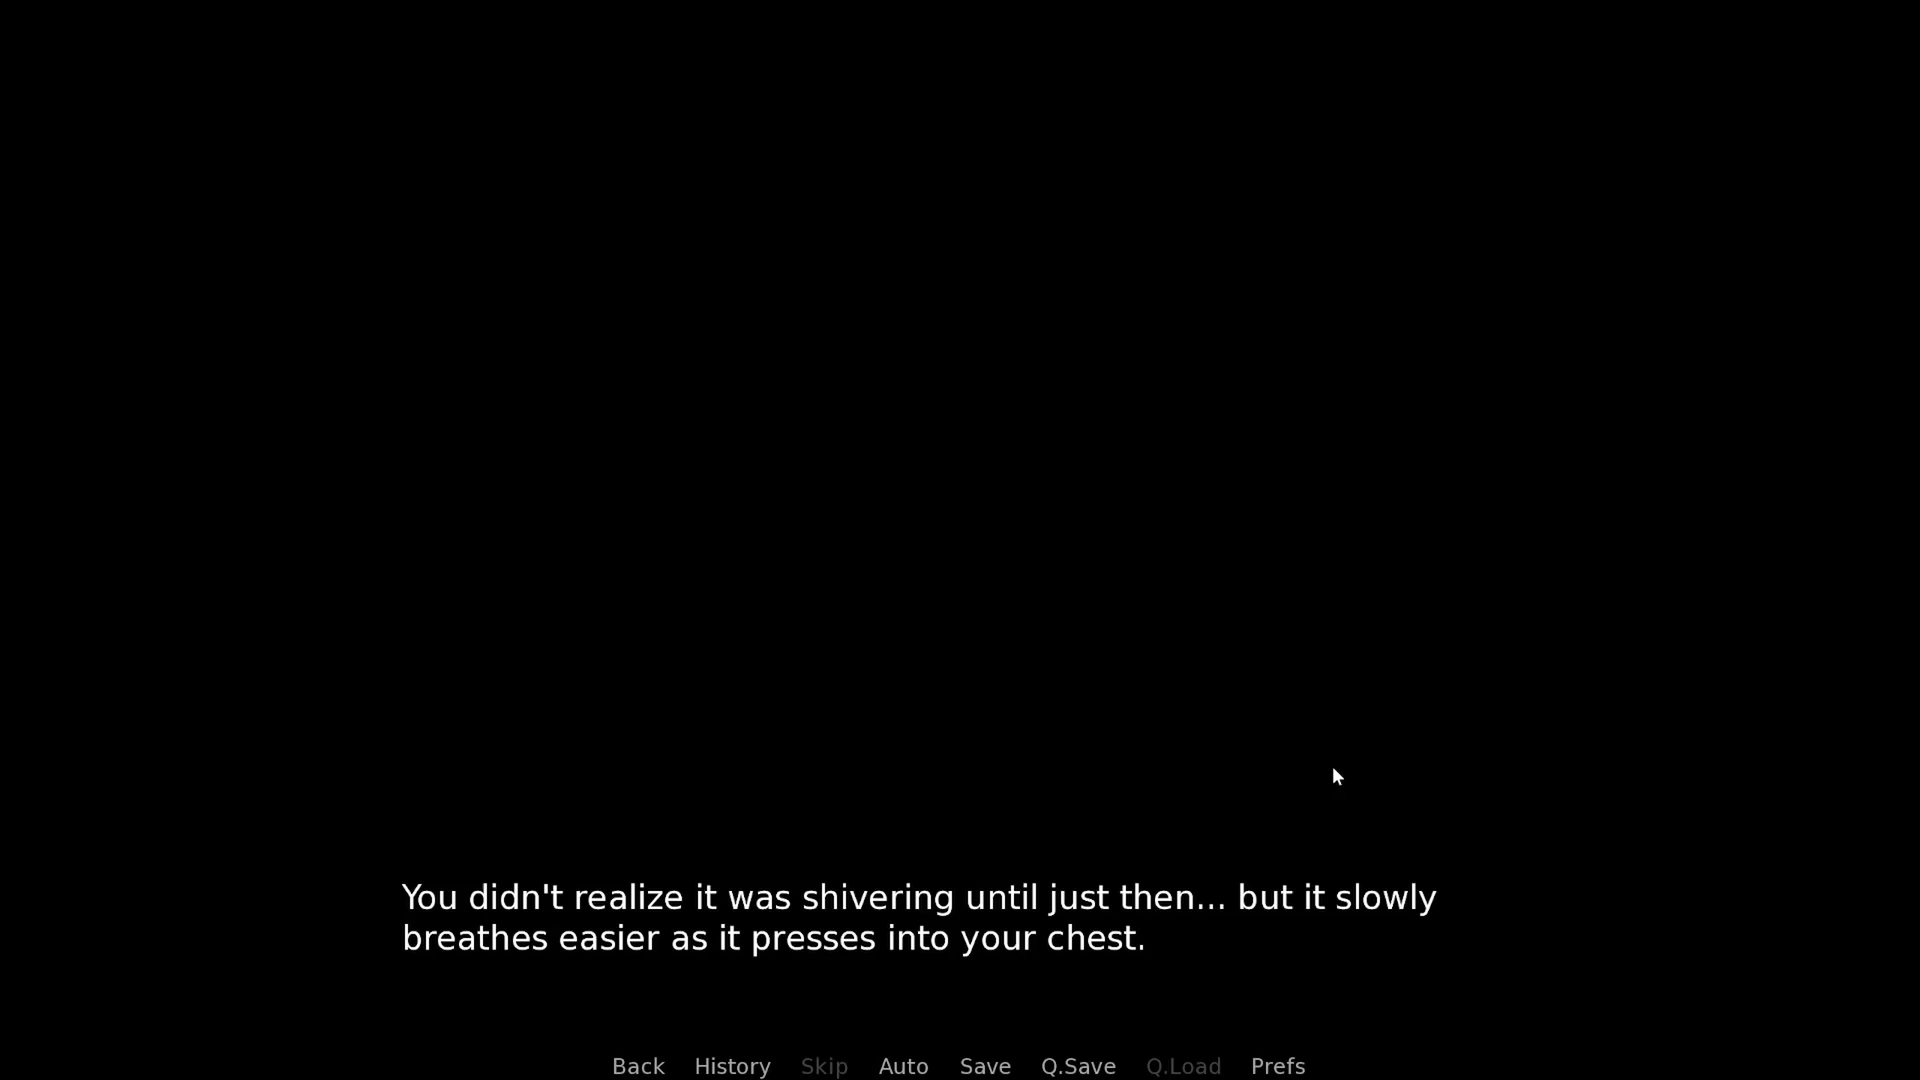 You didn't realize it was shivering until just then... but it slowly
breathes easier as it presses into your chest.
Back History Skip Auto Save Q.Save Q.Load Prefs